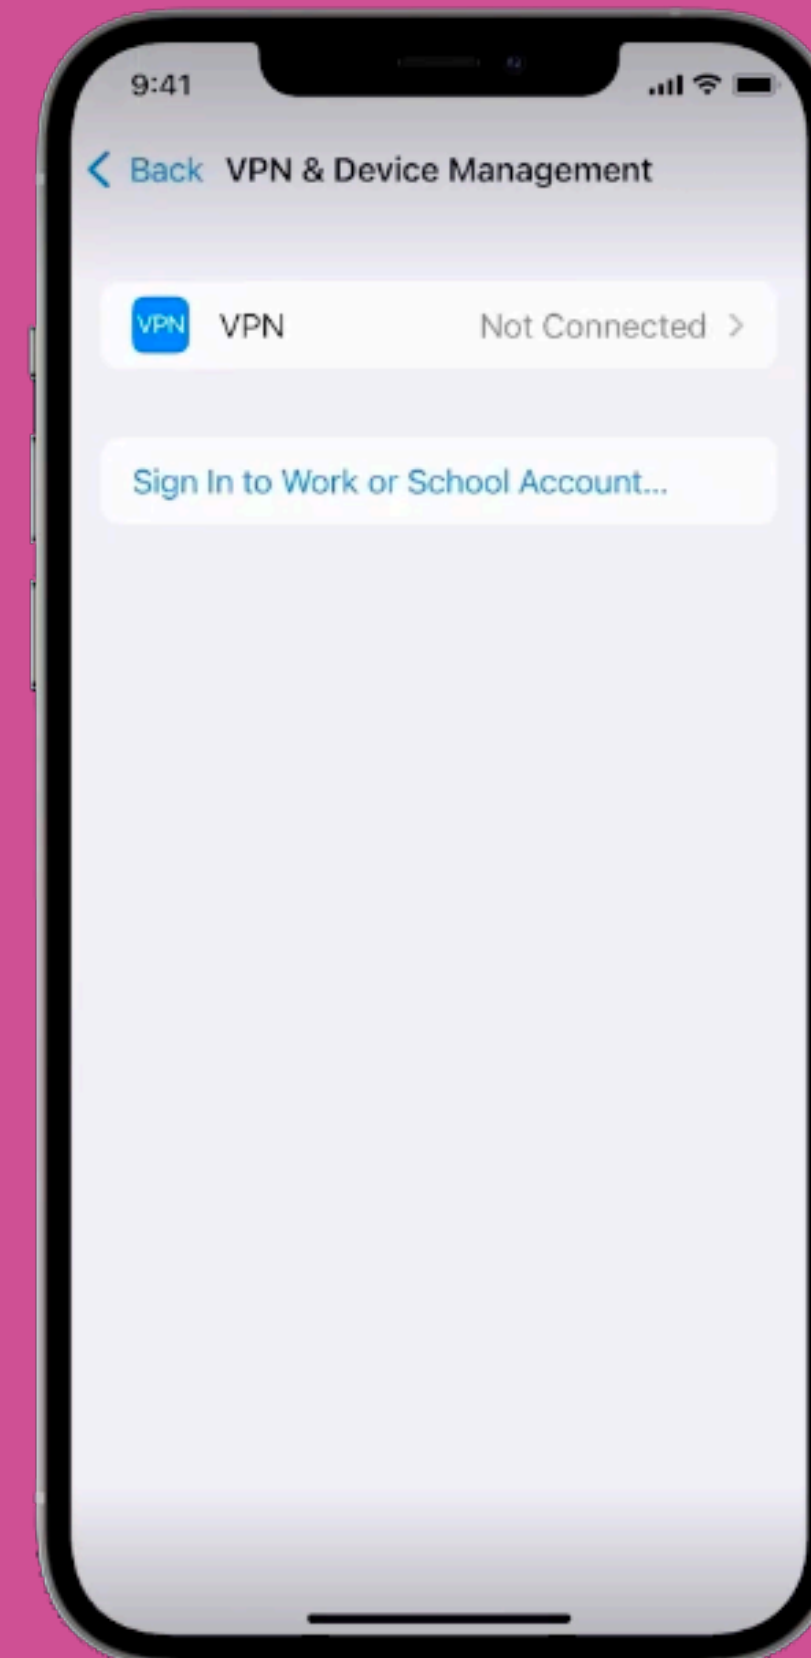 9:41
Back VPN & Device Management
VPN VPN Not Connected
Sign In to Work or School Account...